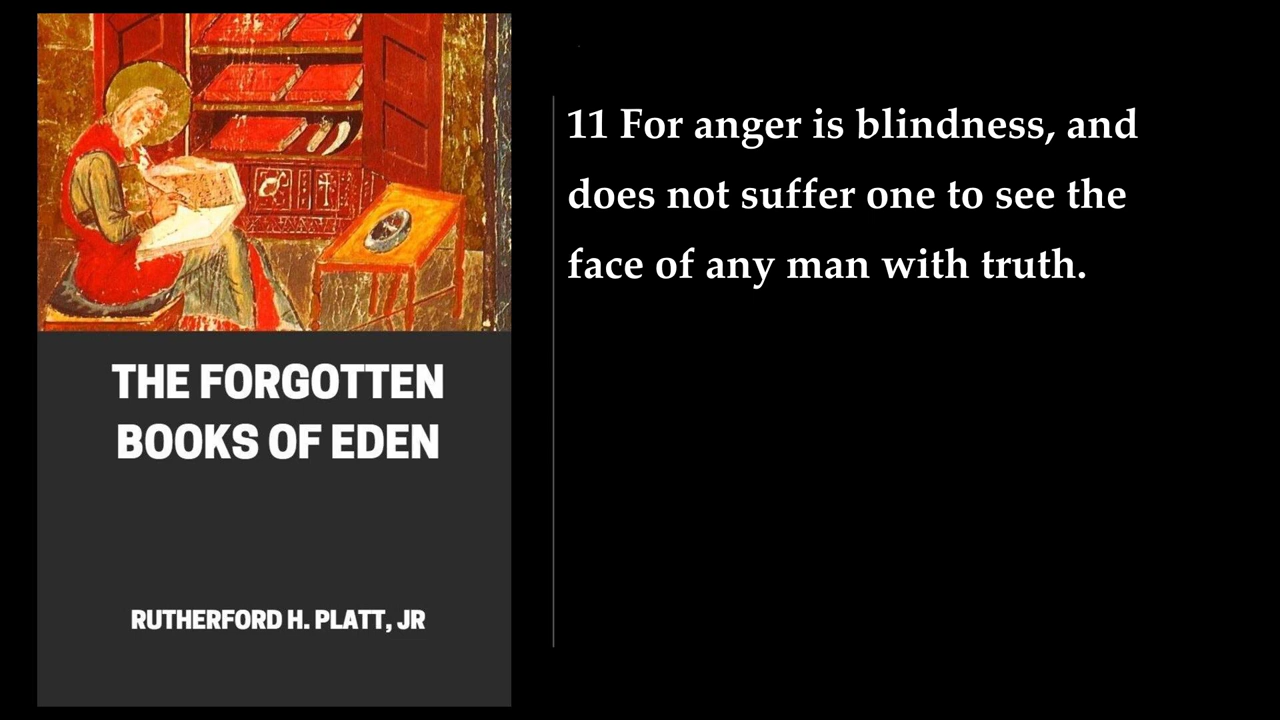 THE FORGOTTEN
BOOKS OF EDEN
RUTHERFORD H. PLATT, JR
11 For anger is blindness, and
does not suffer one to see the
face of any man with truth.